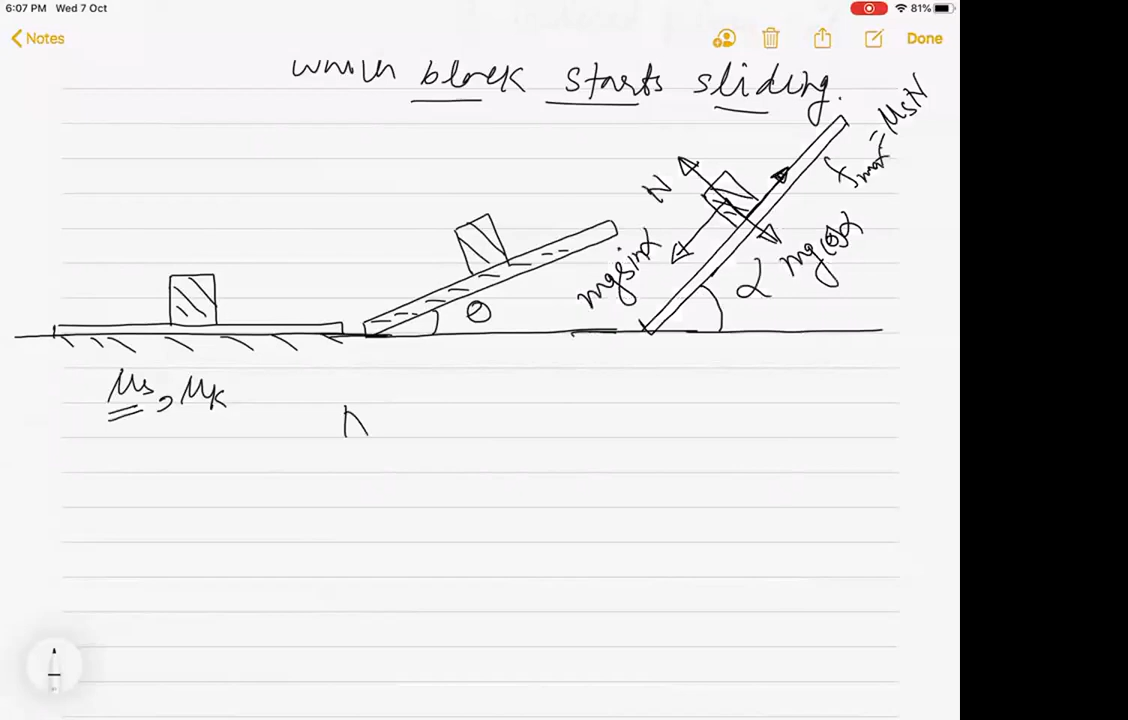 6:07 PM Wed 7 Oct
81%
Notes
Done
which block starts sliding.
fmax = μsN
N
mg sinα
mg cosα
α
θ
μs, μk
N